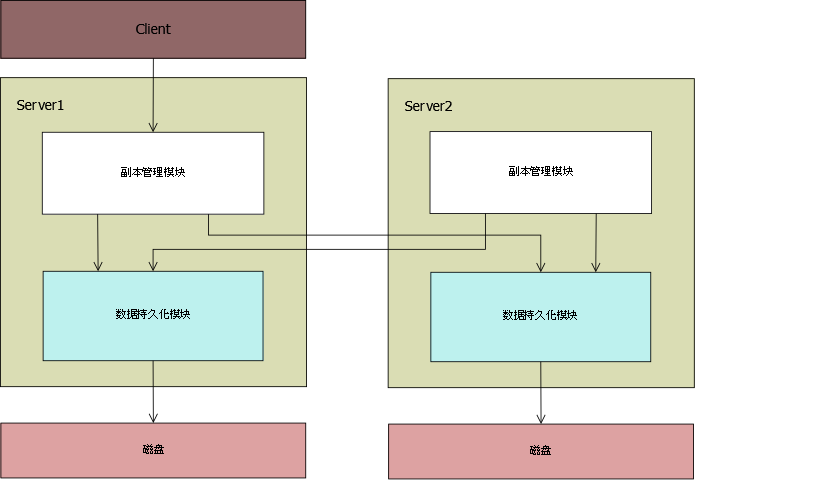 Client
Server1
Server2
副本管理模块
副本管理模块
数据持久化模块
数据持久化模块
磁盘
磁盘